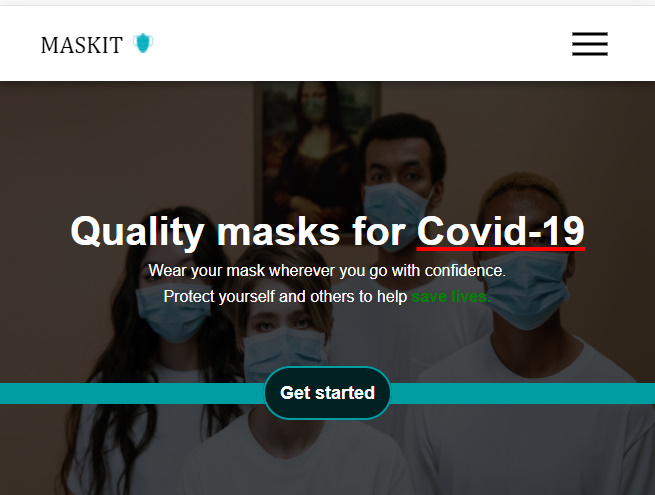 MASKIT
Quality masks for Covid-19
Wear your mask wherever you go with confidence.
Protect yourself and others to help save lives.
Get started